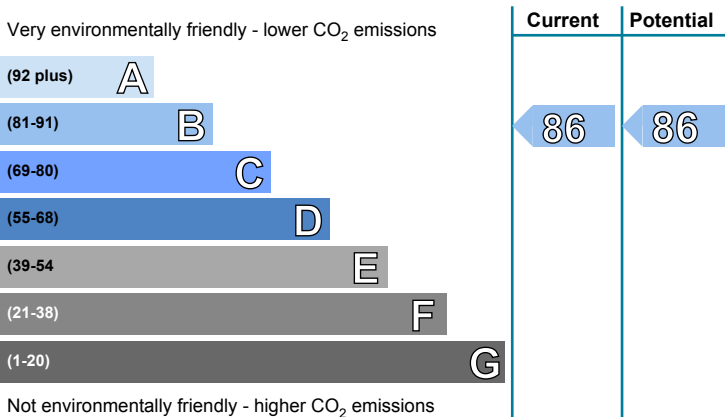 Current Potential
Very environmentally friendly - lower CO₂ emissions
(92 plus) A
(81-91) B 86 86
(69-80) C
(55-68) D
(39-54 E
(21-38) F
(1-20) G
Not environmentally friendly - higher CO₂ emissions